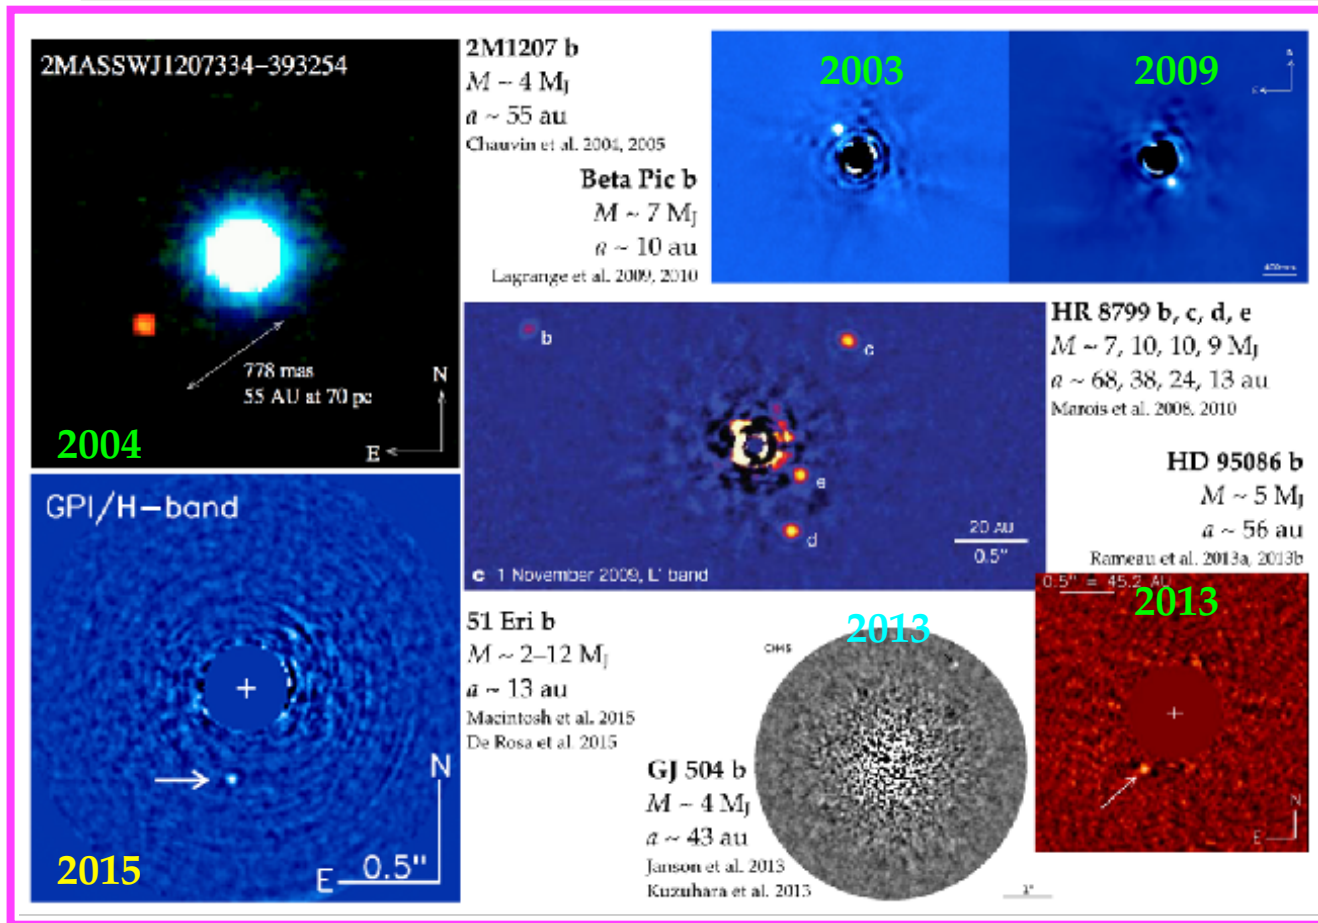 2MASSWJ1207334−393254
778 mas
55 AU at 70 pc
N
E
2004
2M1207 b
M ~ 4 MJ
a ~ 55 au
Chauvin et al. 2004, 2005
Beta Pic b
M ~ 7 MJ
a ~ 10 au
Lagrange et al. 2009, 2010
2003
2009
E
HR 8799 b, c, d, e
M ~ 7, 10, 10, 9 MJ
a ~ 68, 38, 24, 13 au
Marois et al. 2008, 2010
b
c
e
d
20 AU
0.5"
c 1 November 2009, L' band
HD 95086 b
M ~ 5 MJ
a ~ 56 au
Rameau et al. 2013a, 2013b
0.5" = 45.2 AU
2013
N
E
GPI/H−band
N
E
0.5"
2015
51 Eri b
M ~ 2–12 MJ
a ~ 13 au
Macintosh et al. 2015
De Rosa et al. 2015
GJ 504 b
M ~ 4 MJ
a ~ 43 au
Janson et al. 2013
Kuzuhara et al. 2013
2013
CH4S
1"